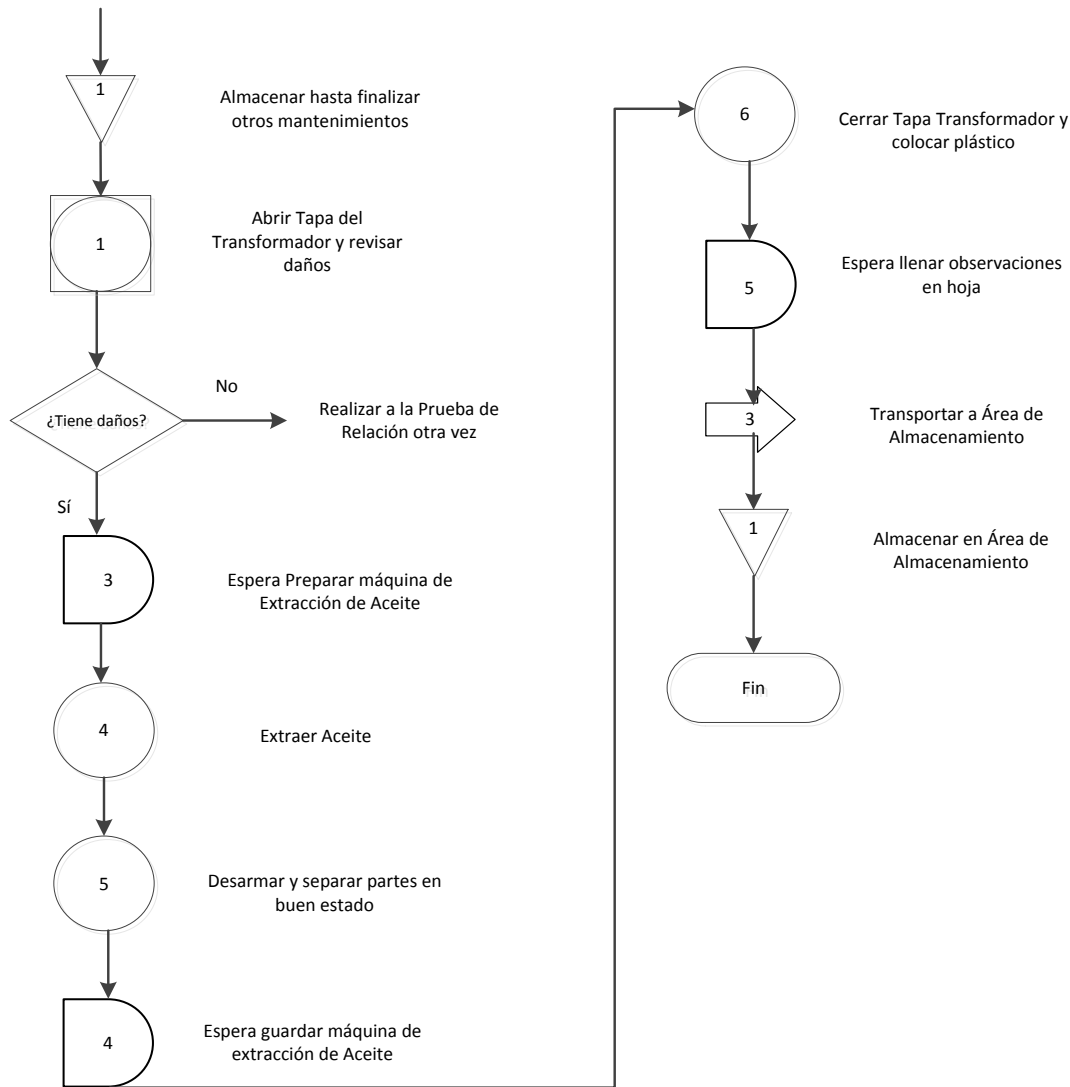 1
Almacenar hasta finalizar
otros mantenimientos
1
Abrir Tapa del
Transformador y revisar
daños
¿Tiene daños?
No
Realizar a la Prueba de
Relación otra vez
Sí
3
Espera Preparar máquina de
Extracción de Aceite
4
Extraer Aceite
5
Desarmar y separar partes en
buen estado
4
Espera guardar máquina de
extracción de Aceite
6
Cerrar Tapa Transformador y
colocar plástico
5
Espera llenar observaciones
en hoja
3
Transportar a Área de
Almacenamiento
1
Almacenar en Área de
Almacenamiento
Fin